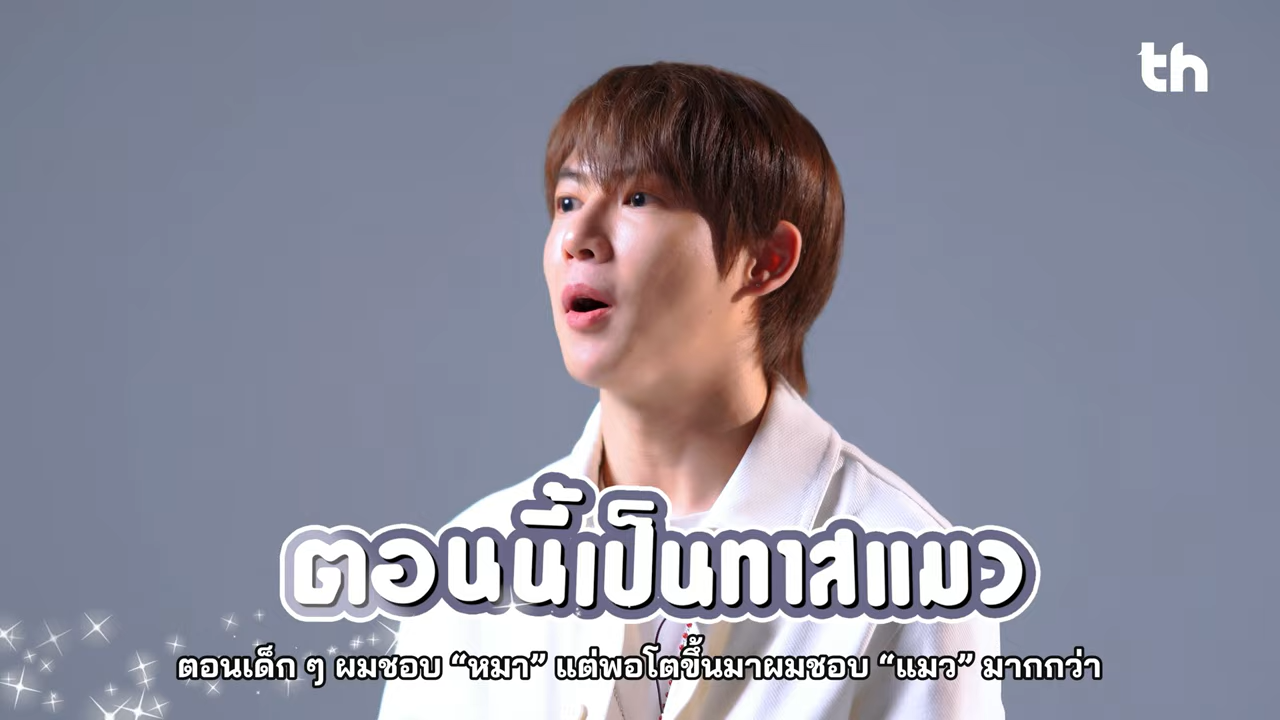 th
ตอนนี้เป็นทาสแมว
ตอนเด็ก ๆ ผมชอบ “หมา” แต่พอโตขึ้นมาผมชอบ “แมว” มากกว่า